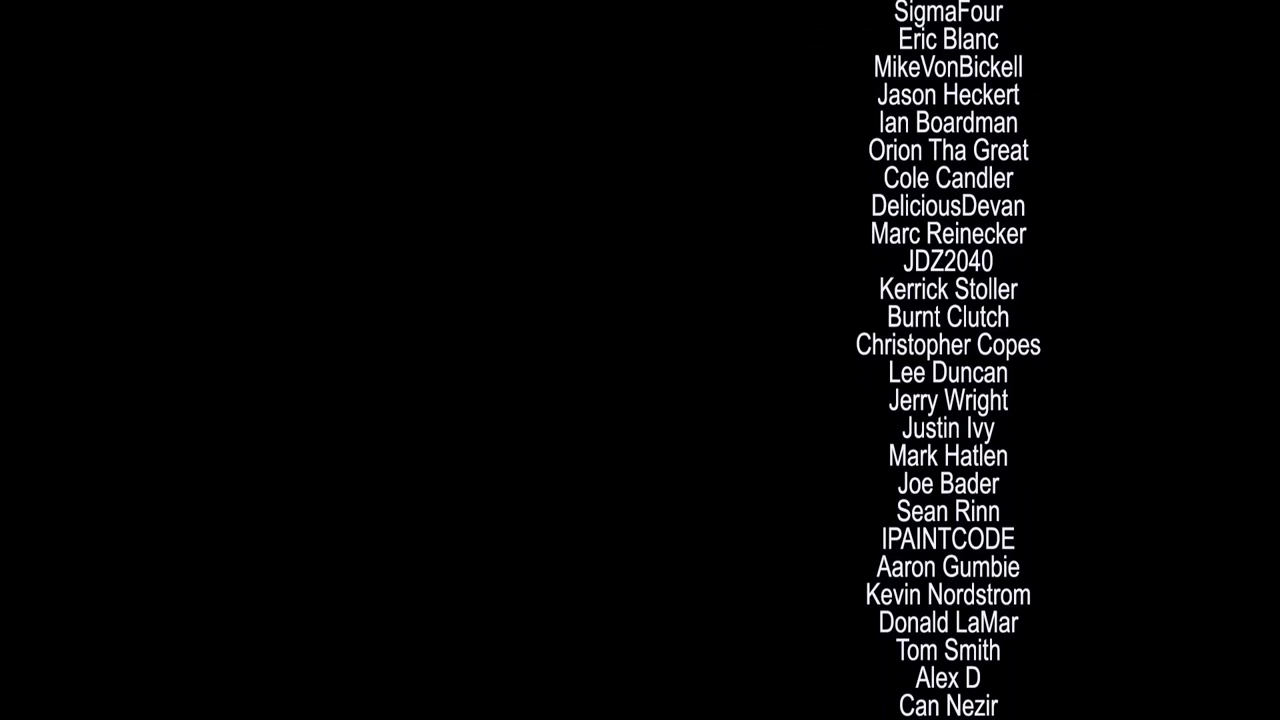 SigmaFour
Eric Blanc
MikeVonBickell
Jason Heckert
Ian Boardman
Orion Tha Great
Cole Candler
DeliciousDevan
Marc Reinecker
JDZ2040
Kerrick Stoller
Burnt Clutch
Christopher Copes
Lee Duncan
Jerry Wright
Justin Ivy
Mark Hatlen
Joe Bader
Sean Rinn
IPAINTCODE
Aaron Gumbie
Kevin Nordstrom
Donald LaMar
Tom Smith
Alex D
Can Nezir